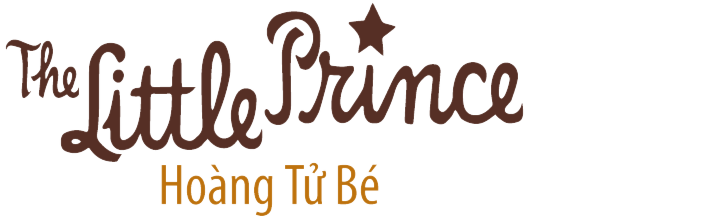 The Little Prince
Hoàng Tử Bé